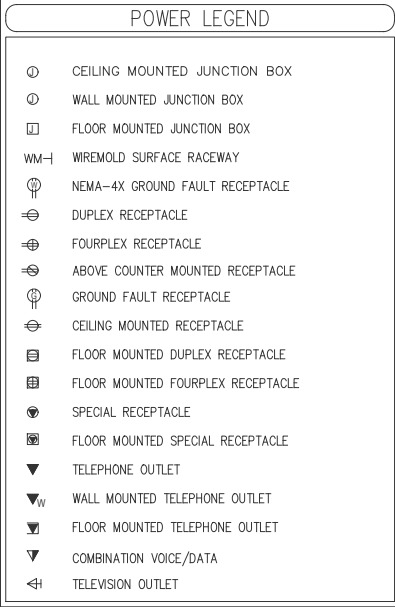 POWER LEGEND
J CEILING MOUNTED JUNCTION BOX
J WALL MOUNTED JUNCTION BOX
J FLOOR MOUNTED JUNCTION BOX
WM WIREMOLD SURFACE RACEWAY
W NEMA-4X GROUND FAULT RECEPTACLE
DUPLEX RECEPTACLE
FOURPLEX RECEPTACLE
ABOVE COUNTER MOUNTED RECEPTACLE
G GROUND FAULT RECEPTACLE
CEILING MOUNTED RECEPTACLE
FLOOR MOUNTED DUPLEX RECEPTACLE
FLOOR MOUNTED FOURPLEX RECEPTACLE
SPECIAL RECEPTACLE
FLOOR MOUNTED SPECIAL RECEPTACLE
TELEPHONE OUTLET
W WALL MOUNTED TELEPHONE OUTLET
FLOOR MOUNTED TELEPHONE OUTLET
COMBINATION VOICE/DATA
TELEVISION OUTLET